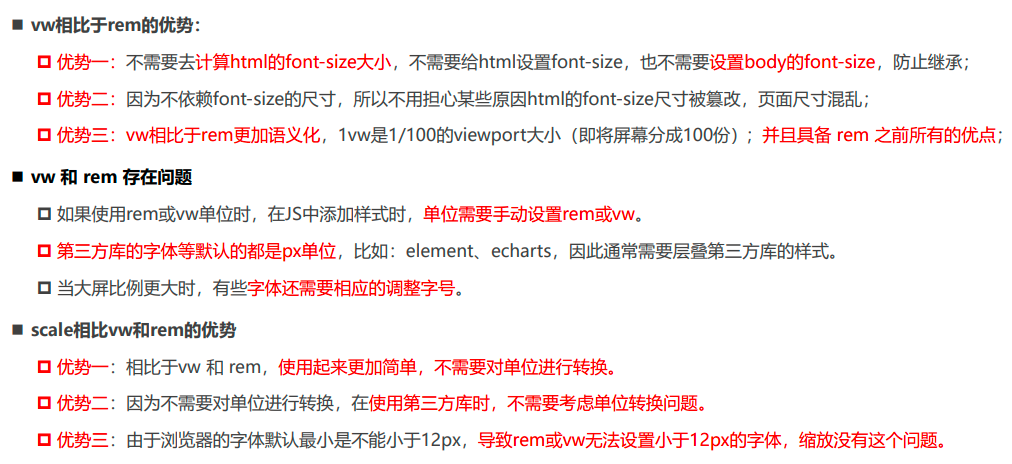 vw相比于rem的优势：
优势一：不需要去计算html的font-size大小，不需要给html设置font-size，也不需要设置body的font-size，防止继承；
优势二：因为不依赖font-size的尺寸，所以不用担心某些原因html的font-size尺寸被篡改，页面尺寸混乱；
优势三：vw相比于rem更加语义化，1vw是1/100的viewport大小（即将屏幕分成100份）；并且具备 rem 之前所有的优点；
vw 和 rem 存在问题
如果使用rem或vw单位时，在JS中添加样式时，单位需要手动设置rem或vw。
第三方库的字体等默认的都是px单位，比如：element、echarts，因此通常需要层叠第三方库的样式。
当大屏比例更大时，有些字体还需要相应的调整字号。
scale相比vw和rem的优势
优势一：相比于vw 和 rem，使用起来更加简单，不需要对单位进行转换。
优势二：因为不需要对单位进行转换，在使用第三方库时，不需要考虑单位转换问题。
优势三：由于浏览器的字体默认最小是不能小于12px，导致rem或vw无法设置小于12px的字体，缩放没有这个问题。